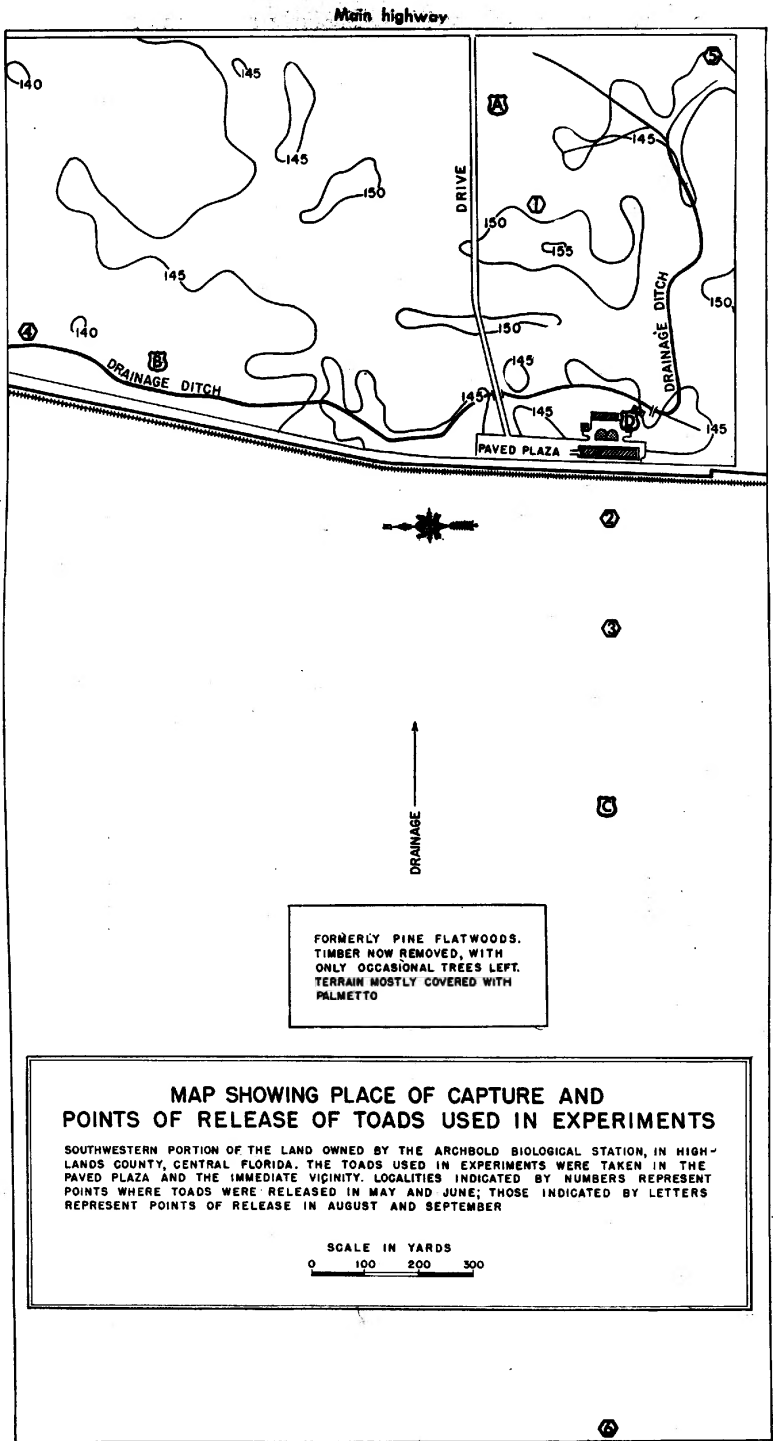 Main highway
140
145
5
A
145
145
150
DRIVE
1
150
155
145
150
DRAINAGE DITCH
4
140
B
DRAINAGE DITCH
150
145
145
145
D
145
PAVED PLAZA
N
2
3
C
DRAINAGE
FORMERLY PINE FLATWOODS.
TIMBER NOW REMOVED, WITH
ONLY OCCASIONAL TREES LEFT.
TERRAIN MOSTLY COVERED WITH
PALMETTO
MAP SHOWING PLACE OF CAPTURE AND
POINTS OF RELEASE OF TOADS USED IN EXPERIMENTS
SOUTHWESTERN PORTION OF THE LAND OWNED BY THE ARCHBOLD BIOLOGICAL STATION, IN HIGH-
LANDS COUNTY, CENTRAL FLORIDA. THE TOADS USED IN EXPERIMENTS WERE TAKEN IN THE
PAVED PLAZA AND THE IMMEDIATE VICINITY. LOCALITIES INDICATED BY NUMBERS REPRESENT
POINTS WHERE TOADS WERE RELEASED IN MAY AND JUNE; THOSE INDICATED BY LETTERS
REPRESENT POINTS OF RELEASE IN AUGUST AND SEPTEMBER
SCALE IN YARDS
0 100 200 300
6